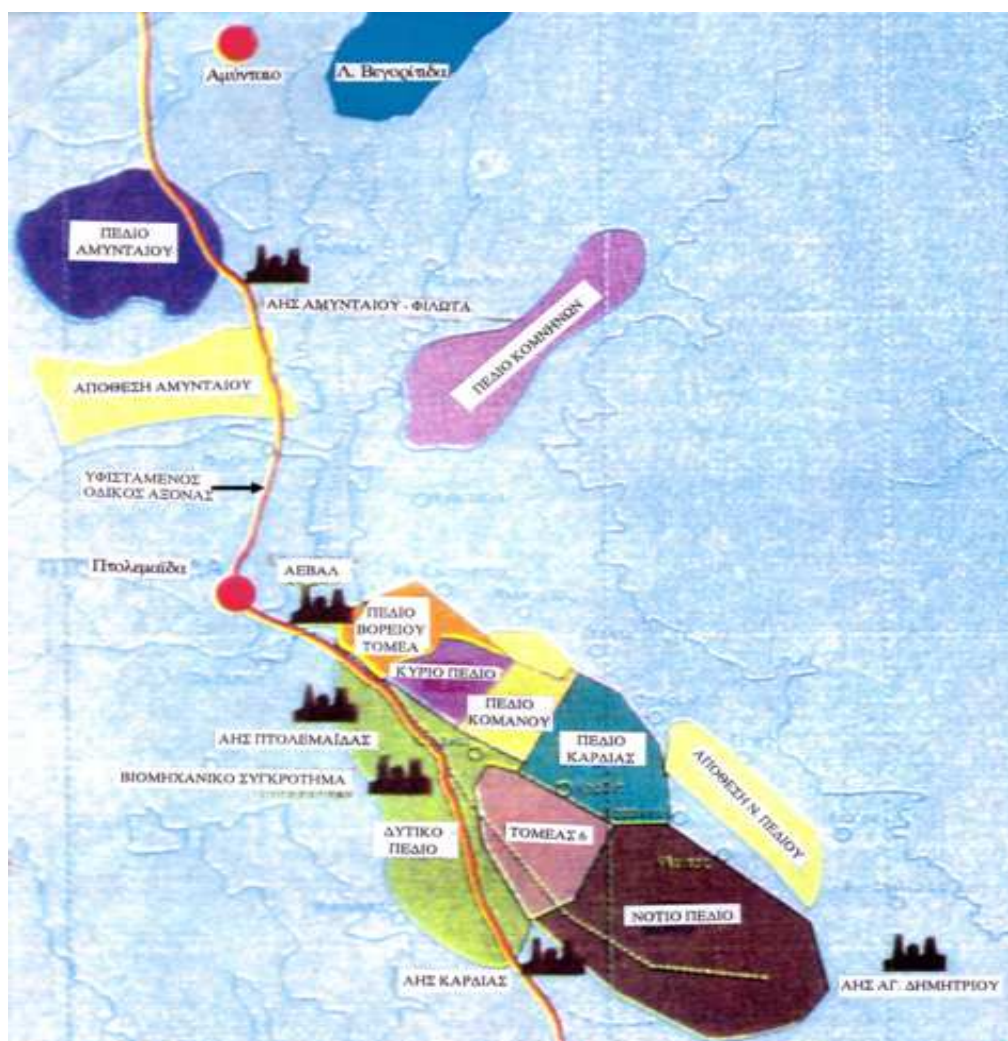 Αμύνταιο
Λ. Βεγορίτιδα
ΠΕΔΙΟ
ΑΜΥΝΤΑΙΟΥ
ΑΗΣ ΑΜΥΝΤΑΙΟΥ - ΦΙΛΩΤΑ
ΠΕΔΙΟ ΚΟΜΝΗΝΩΝ
ΑΠΟΘΕΣΗ ΑΜΥΝΤΑΙΟΥ
ΥΦΙΣΤΑΜΕΝΟΣ
ΟΔΙΚΟΣ ΑΞΟΝΑΣ
Πτολεμαΐδα
ΑΕΒΑΛ
ΠΕΔΙΟ
ΒΟΡΕΙΟΥ
ΤΟΜΕΑ
ΚΥΡΙΟ ΠΕΔΙΟ
ΠΕΔΙΟ
ΚΟΜΑΝΟΥ
ΑΗΣ ΠΤΟΛΕΜΑΪΔΑΣ
ΠΕΔΙΟ
ΚΑΡΔΙΑΣ
ΒΙΟΜΗΧΑΝΙΚΟ ΣΥΓΚΡΟΤΗΜΑ
ΑΠΟΘΕΣΗ Ν. ΠΕΔΙΟΥ
ΔΥΤΙΚΟ
ΠΕΔΙΟ
ΤΟΜΕΑΣ 6
ΝΟΤΙΟ ΠΕΔΙΟ
ΑΗΣ ΚΑΡΔΙΑΣ
ΑΗΣ ΑΓ. ΔΗΜΗΤΡΙΟΥ